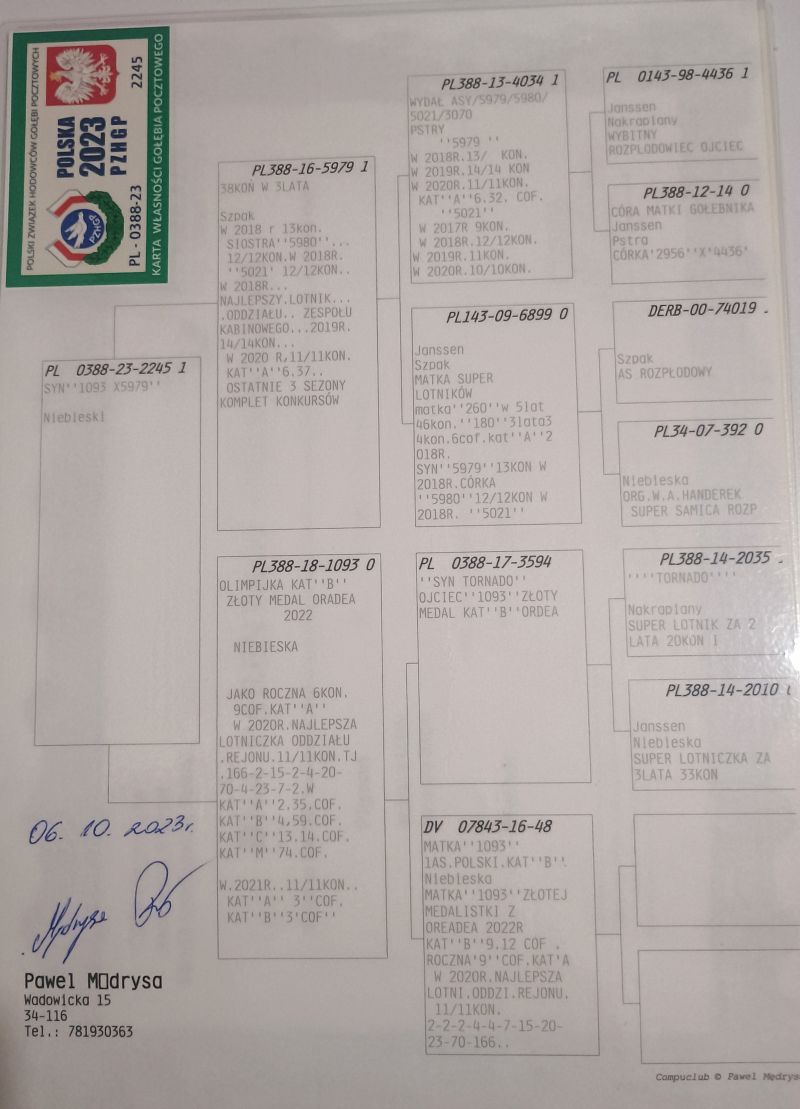 POLSKI ZWIĄZEK HODOWCÓW GOŁĘBI POCZTOWYCH
POLSKA
2023
PZHGP
2245
PZHGP
PL - 0388-23
KARTA WŁASNOŚCI GOŁĘBIA POCZTOWEGO
PL 0388-23-2245 1
SYN''1093 X5979''
Niebieski
PL388-16-5979 1
38KOŃ W 3LATA
Szpak
W 2018 r 13kon.
SIOSTRA''5980''...
12/12KON.W 2018R.
''5021' 12/12KON..
W 2018R...
NAJLEPSZY.LOTNIK...
.ODDZIAŁU.. ZESPOŁU
KABINOWEGO...2019R.
14/14KON...
W 2020 R,11/11KON.
KAT''A''6.37..
OSTATNIE 3 SEZONY
KOMPLET KONKURSÓW
PL388-18-1093 0
OLIMPIJKA KAT''B''
ZŁOTY MEDAL ORADEA
2022
NIEBIESKA
JAKO ROCZNA 6KON.
9COF.KAT''A''
W 2020R.NAJLEPSZA
LOTNICZKA ODDZIAŁU
.REJONU.11/11KON.TJ
.166-2-15-2-4-20-
70-4-23-7-2.W
KAT''A''2.35.COF.
KAT''B''4,59.COF.
KAT''C''13.14.COF.
KAT''M''74.COF.
W.2021R..11/11KON..
KAT''A'' 3''COF.
KAT''B''3'COF''
PL388-13-4034 1
WYDAŁ ASY/5979/5980/
5021/3070
PSTRY
''5979 ''
W 2018R.13/ KON.
W 2019R.14/14 KON
W 2020R.11/11KON.
KAT''A''6.32. COF.
''5021''
W 2017R 9KON.
W 2018R.12/12KON.
W 2019R.11KON.
W 2020R.10/10KON.
PL143-09-6899 0
Janssen
Szpak
MATKA SUPER
LOTNIKÓW
matka''260''w 5lat
46kon.''180''3lata3
4kon.6cof.kat''A''2
018R.
SYN''5979''13KON W
2018R.CÓRKA
''5980''12/12KON W
2018R. ''5021''
PL 0388-17-3594
''SYN TORNADO''
OJCIEC''1093''ZŁOTY
MEDAL KAT''B''ORDEA
DV 07843-16-48
MATKA''1093''
1AS.POLSKI.KAT''B''.
Niebieska
MATKA''1093''ZŁOTEJ
MEDALISTKI Z
OREADEA 2022R
KAT''B''9.12 COF .
ROCZNA'9''COF.KAT'A
W 2020R.NAJLEPSZA
LOTNI.ODDZI.REJONU.
11/11KON.
2-2-2-4-4-7-15-20-
23-70-166..
PL 0143-98-4436 1
Janssen
Nakrapiany
WYBITNY
ROZPLODOWIEC OJCIEC
PL388-12-14 0
CÓRA MATKI GOŁEBNIKA
Janssen
Pstra
CÓRKA'2956''X'4436'
DERB-00-74019 .
Szpak
AS ROZPŁODOWY
PL34-07-392 0
Niebieska
ORG.W.A.HANDEREK
SUPER SAMICA ROZP
PL388-14-2035
''''TORNADO''''
Nakrapiany
SUPER LOTNIK ZA 2
LATA 20KON I
PL388-14-2010
Janssen
Niebieska
SUPER LOTNICZKA ZA
3LATA 33KON
06. 10. 2023r.
Pawel M□drysa
Wadowicka 15
34-116
Tel.: 781930363
Compuclub © Pawel Mędrysa